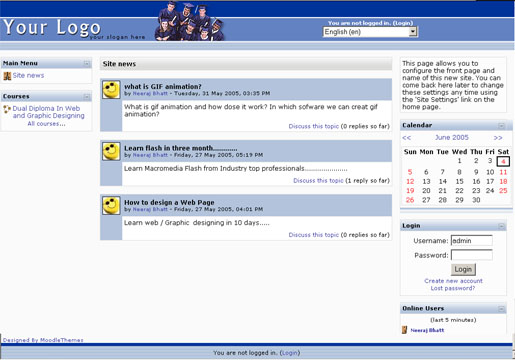 Your Logo
your slogan here
You are not logged in. (Login)
English (en)
Main Menu
Site news
Courses
Dual Diploma In Web
and Graphic Designing
All courses...
Site news
what is GIF animation?
by Neeraj Bhatt - Tuesday, 31 May 2005, 03:35 PM
What is gif animation and how dose it work? In which sofware we can creat gif
animation?
Discuss this topic (0 replies so far)
Learn flash in three month...........
by Neeraj Bhatt - Friday, 27 May 2005, 05:19 PM
Learn Macromedia Flash from Industry top professionals....................
Discuss this topic (1 reply so far)
How to design a Web Page
by Neeraj Bhatt - Friday, 27 May 2005, 04:01 PM
Learn web / Graphic designing in 10 days.....
Discuss this topic (0 replies so far)
This page allows you to
configure the front page and
name of this new site. You can
come back here later to change
these settings any time using
the 'Site Settings' link on the
home page.
Calendar
<< June 2005 >>
Sun Mon Tue Wed Thu Fri Sat
1 2 3 4
5 6 7 8 9 10 11
12 13 14 15 16 17 18
19 20 21 22 23 24 25
26 27 28 29 30
Login
Username: admin
Password:
Login
Create new account
Lost password?
Online Users
(last 5 minutes)
Neeraj Bhatt
Designed By MoodleThemes
You are not logged in. (Login)